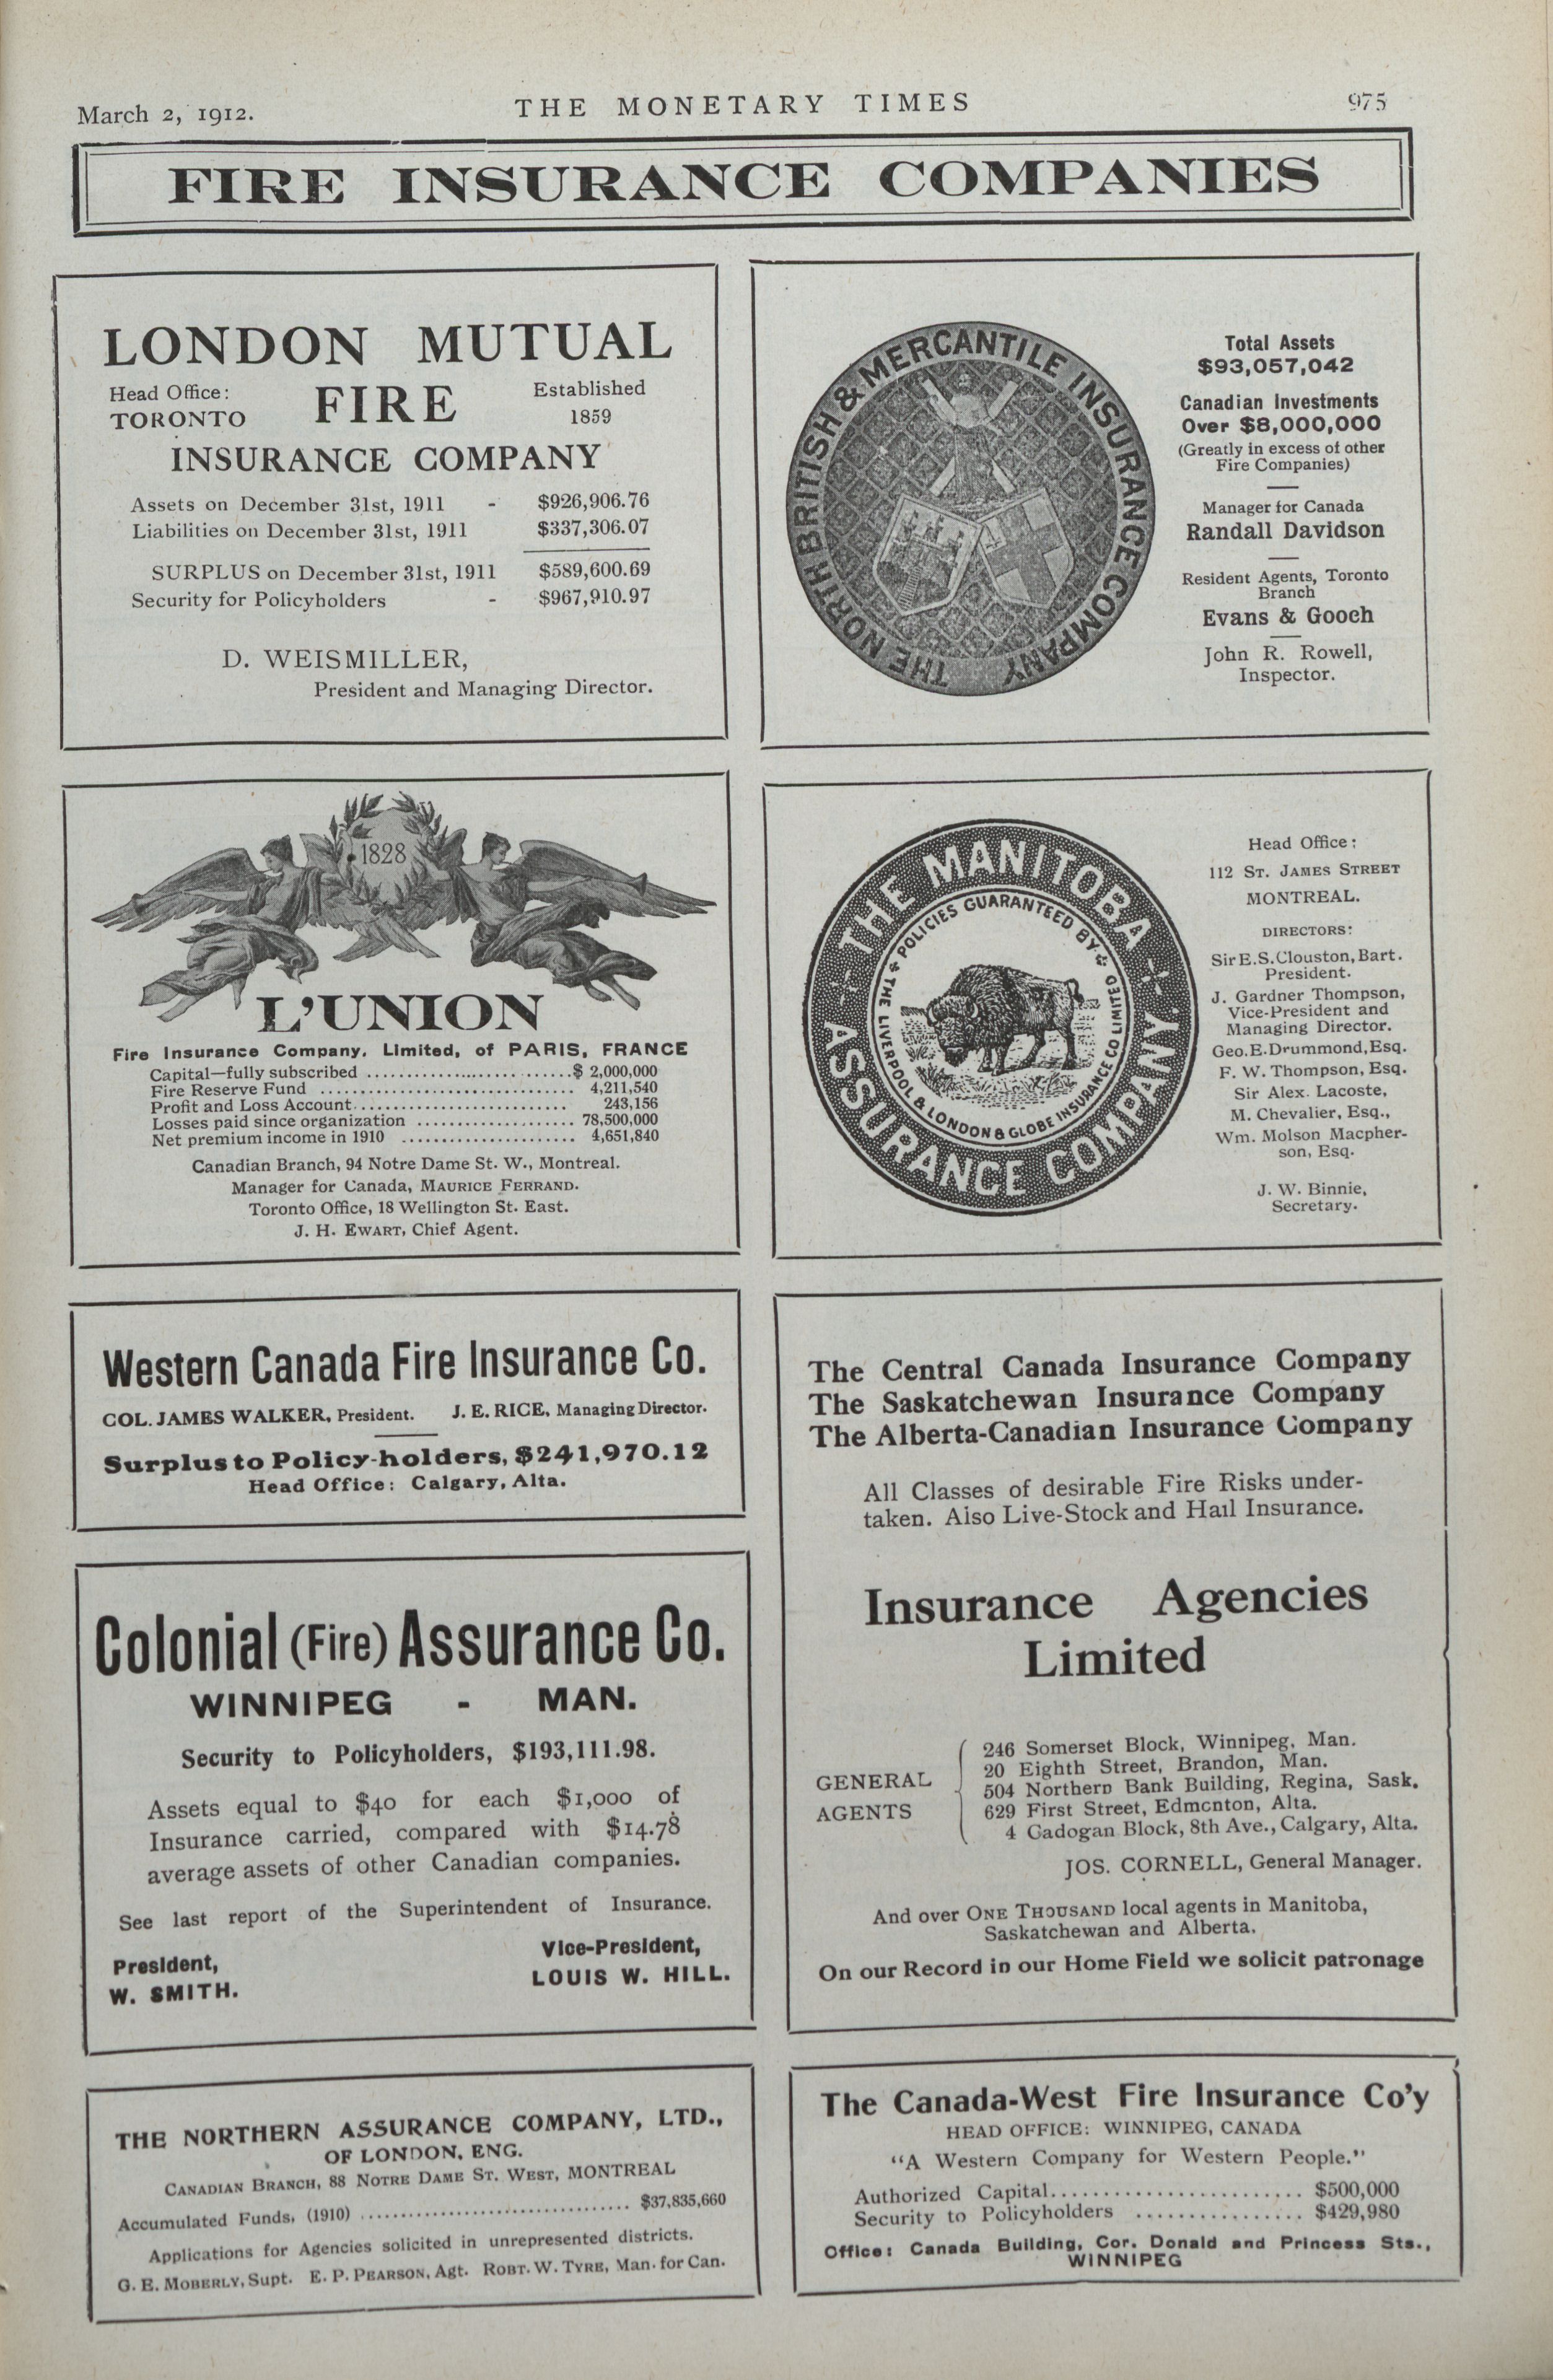 March 2, 1912.
THE MONETARY TIMES
975
FIRE INSURANCE COMPANIES
LONDON MUTUAL
Head Office:
TORONTO
FIRE
Established
1859
INSURANCE COMPANY
Assets on December 31st, 1911 - $926,906.76
Liabilities on December 31st, 1911 $337,306.07
SURPLUS on December 31st, 1911 $589,600.69
Security for Policyholders - $967,910.97
D. WEISMILLER,
President and Managing Director.
THE NORTH BRITISH & MERCANTILE INSURANCE COMPANY
Total Assets
$93,057,042
Canadian Investments
Over $8,000,000
(Greatly in excess of other
Fire Companies)
Manager for Canada
Randall Davidson
Resident Agents, Toronto
Branch
Evans & Gooch
John R. Rowell,
Inspector.
1828
L'UNION
Fire Insurance Company, Limited, of PARIS, FRANCE
Capital—fully subscribed ............................$ 2,000,000
Fire Reserve Fund .................................. 4,211,540
Profit and Loss Account............................. 243,156
Losses paid since organization .................... 78,500,000
Net premium income in 1910 ...................... 4,651,840
Canadian Branch, 94 Notre Dame St. W., Montreal.
Manager for Canada, MAURICE FERRAND.
Toronto Office, 18 Wellington St. East.
J. H. EWART, Chief Agent.
THE MANITOBA
ASSURANCE COMPANY
POLICIES GUARANTEED BY
THE LIVERPOOL & LONDON & GLOBE INSURANCE CO LIMITED
Head Office:
112 ST. JAMES STREET
MONTREAL.
DIRECTORS:
Sir E.S. Clouston, Bart.
President.
J. Gardner Thompson,
Vice-President and
Managing Director.
Geo. E. Drummond, Esq.
F. W. Thompson, Esq.
Sir Alex. Lacoste,
M. Chevalier, Esq.,
Wm. Molson Macpher-
son, Esq.
J. W. Binnie,
Secretary.
Western Canada Fire Insurance Co.
COL. JAMES WALKER, President. J. E. RICE, Managing Director.
Surplus to Policy-holders, $241,970.12
Head Office: Calgary, Alta.
The Central Canada Insurance Company
The Saskatchewan Insurance Company
The Alberta-Canadian Insurance Company
All Classes of desirable Fire Risks under-
taken. Also Live-Stock and Hail Insurance.
Insurance Agencies
Limited
GENERAL
AGENTS
246 Somerset Block, Winnipeg, Man.
20 Eighth Street, Brandon, Man.
504 Northern Bank Building, Regina, Sask.
629 First Street, Edmonton, Alta.
4 Cadogan Block, 8th Ave., Calgary, Alta.
JOS. CORNELL, General Manager.
And over ONE THOUSAND local agents in Manitoba,
Saskatchewan and Alberta.
On our Record in our Home Field we solicit patronage
Colonial (Fire) Assurance Co.
WINNIPEG - MAN.
Security to Policyholders, $193,111.98.
Assets equal to $40 for each $1,000 of
Insurance carried, compared with $14.78
average assets of other Canadian companies.
See last report of the Superintendent of Insurance.
President,
W. SMITH.
Vice-President,
LOUIS W. HILL.
THE NORTHERN ASSURANCE COMPANY, LTD.,
OF LONDON, ENG.
CANADIAN BRANCH, 88 NOTRE DAME ST. WEST, MONTREAL
Accumulated Funds, (1910) .................................... $37,835,660
Applications for Agencies solicited in unrepresented districts.
G. E. MOBERLY, Supt. E. P. PEARSON, Agt. ROBT. W. TYRE, Man. for Can.
The Canada-West Fire Insurance Co'y
HEAD OFFICE: WINNIPEG, CANADA
"A Western Company for Western People."
Authorized Capital........................ $500,000
Security to Policyholders ................ $429,980
Office: Canada Building, Cor. Donald and Princess Sts.,
WINNIPEG